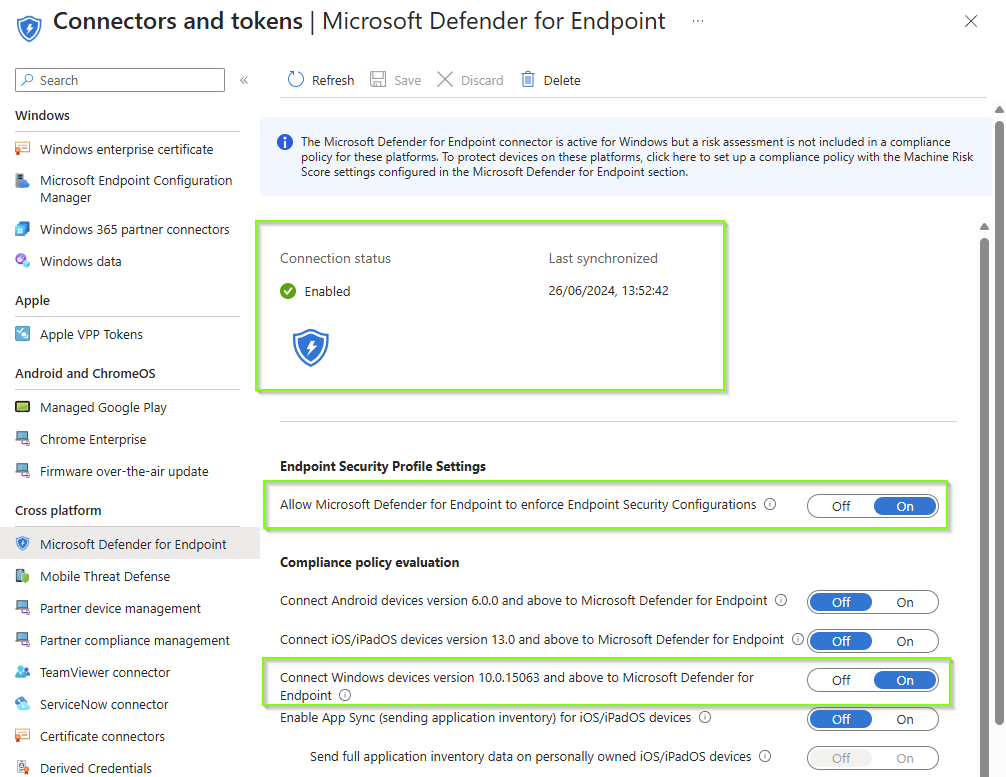 Connectors and tokens | Microsoft Defender for Endpoint ...
Search
«
Refresh Save Discard Delete
Windows
Windows enterprise certificate
Microsoft Endpoint Configuration
Manager
Windows 365 partner connectors
Windows data
Apple
Apple VPP Tokens
Android and ChromeOS
Managed Google Play
Chrome Enterprise
Firmware over-the-air update
Cross platform
Microsoft Defender for Endpoint
Mobile Threat Defense
Partner device management
Partner compliance management
TeamViewer connector
ServiceNow connector
Certificate connectors
Derived Credentials
The Microsoft Defender for Endpoint connector is active for Windows but a risk assessment is not included in a compliance
policy for these platforms. To protect devices on these platforms, click here to set up a compliance policy with the Machine Risk
Score settings configured in the Microsoft Defender for Endpoint section.
Connection status Last synchronized
Enabled 26/06/2024, 13:52:42
Endpoint Security Profile Settings
Allow Microsoft Defender for Endpoint to enforce Endpoint Security Configurations Off On
Compliance policy evaluation
Connect Android devices version 6.0.0 and above to Microsoft Defender for Endpoint Off On
Connect iOS/iPadOS devices version 13.0 and above to Microsoft Defender for Endpoint Off On
Connect Windows devices version 10.0.15063 and above to Microsoft Defender for Off On
Endpoint
Enable App Sync (sending application inventory) for iOS/iPadOS devices Off On
Send full application inventory data on personally owned iOS/iPadOS devices Off On